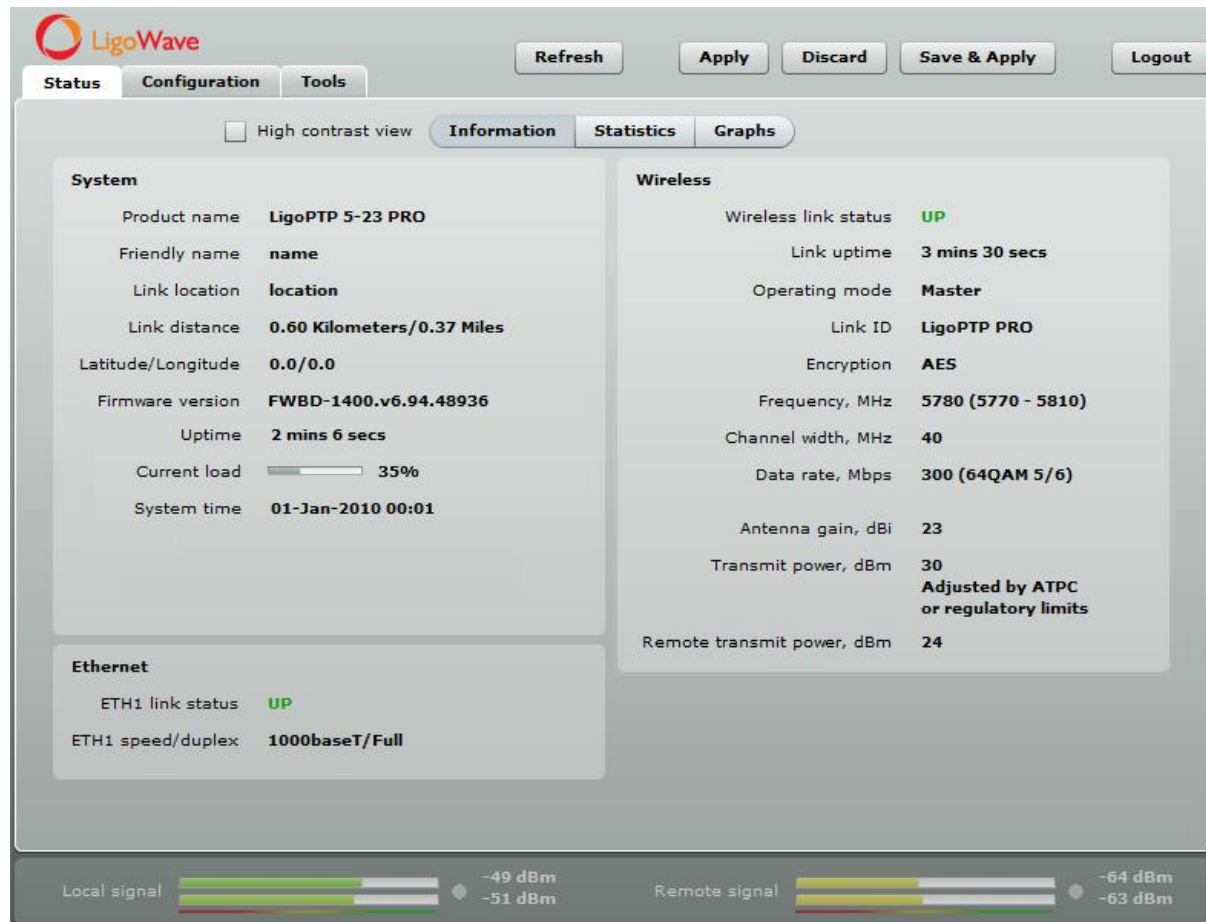 LigoWave
Refresh Apply Discard Save & Apply Logout
Status Configuration Tools
High contrast view Information Statistics Graphs
System
Product name LigoPTP 5-23 PRO
Friendly name name
Link location location
Link distance 0.60 Kilometers/0.37 Miles
Latitude/Longitude 0.0/0.0
Firmware version FWBD-1400.v6.94.48936
Uptime 2 mins 6 secs
Current load 35%
System time 01-Jan-2010 00:01
Ethernet
ETH1 link status UP
ETH1 speed/duplex 1000baseT/Full
Wireless
Wireless link status UP
Link uptime 3 mins 30 secs
Operating mode Master
Link ID LigoPTP PRO
Encryption AES
Frequency, MHz 5780 (5770 - 5810)
Channel width, MHz 40
Data rate, Mbps 300 (64QAM 5/6)
Antenna gain, dBi 23
Transmit power, dBm 30
Adjusted by ATPC
or regulatory limits
Remote transmit power, dBm 24
Local signal -49 dBm
-51 dBm
Remote signal -64 dBm
-63 dBm